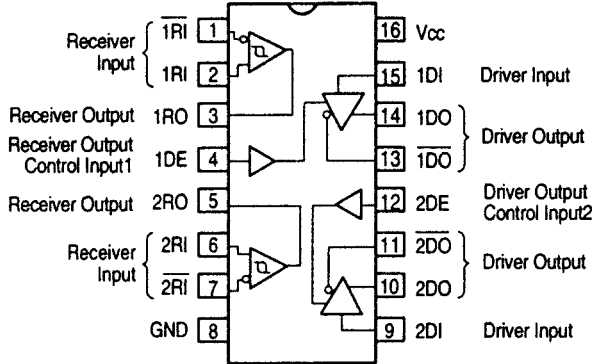 Receiver Input
1RI 1
1RI 2
Receiver Output 1RO 3
Receiver Output Control Input1 1DE 4
Receiver Output 2RO 5
Receiver Input
2RI 6
2RI 7
GND 8
16 Vcc
15 1DI Driver Input
14 1DO
13 1DO
Driver Output
12 2DE Driver Output Control Input2
11 2DO
10 2DO
Driver Output
9 2DI Driver Input